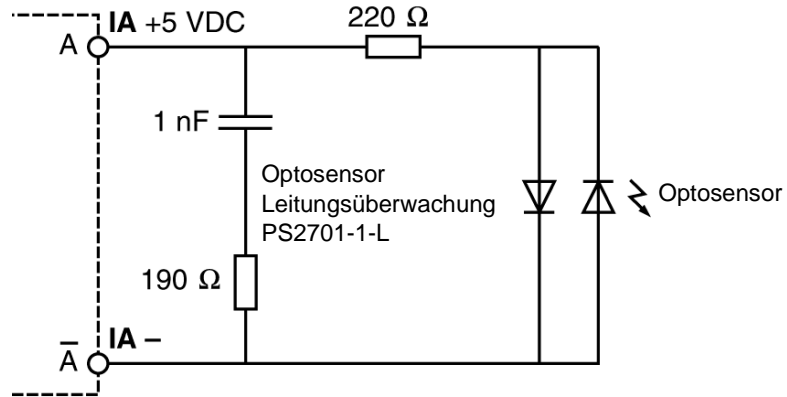 IA +5 VDC
220 Ω
A
1 nF
Optosensor
Leitungsüberwachung
PS2701-1-L
Optosensor
190 Ω
IA –
A̅